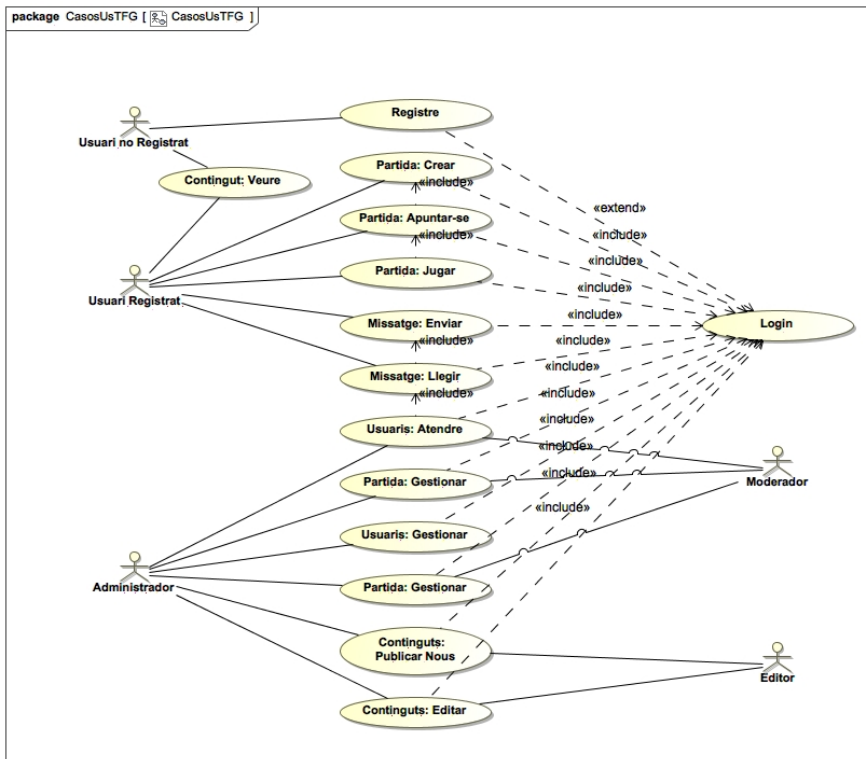 package CasosUsTFG [ CasosUsTFG ]
Usuari no Registrat
Registre
Contingut: Veure
Partida: Crear
«include»
«extend»
Partida: Apuntar-se
«include»
«include»
«include»
Usuari Registrat
Partida: Jugar
«include»
Missatge: Enviar
«include»
Login
«include»
«include»
Missatge: Llegir
«include»
«include»
«include»
Usuaris: Atendre
«include»
Moderador
Partida: Gestionar
«include»
«include»
Usuaris: Gestionar
Administrador
Partida: Gestionar
Continguts:
Publicar Nous
Editor
Continguts: Editar